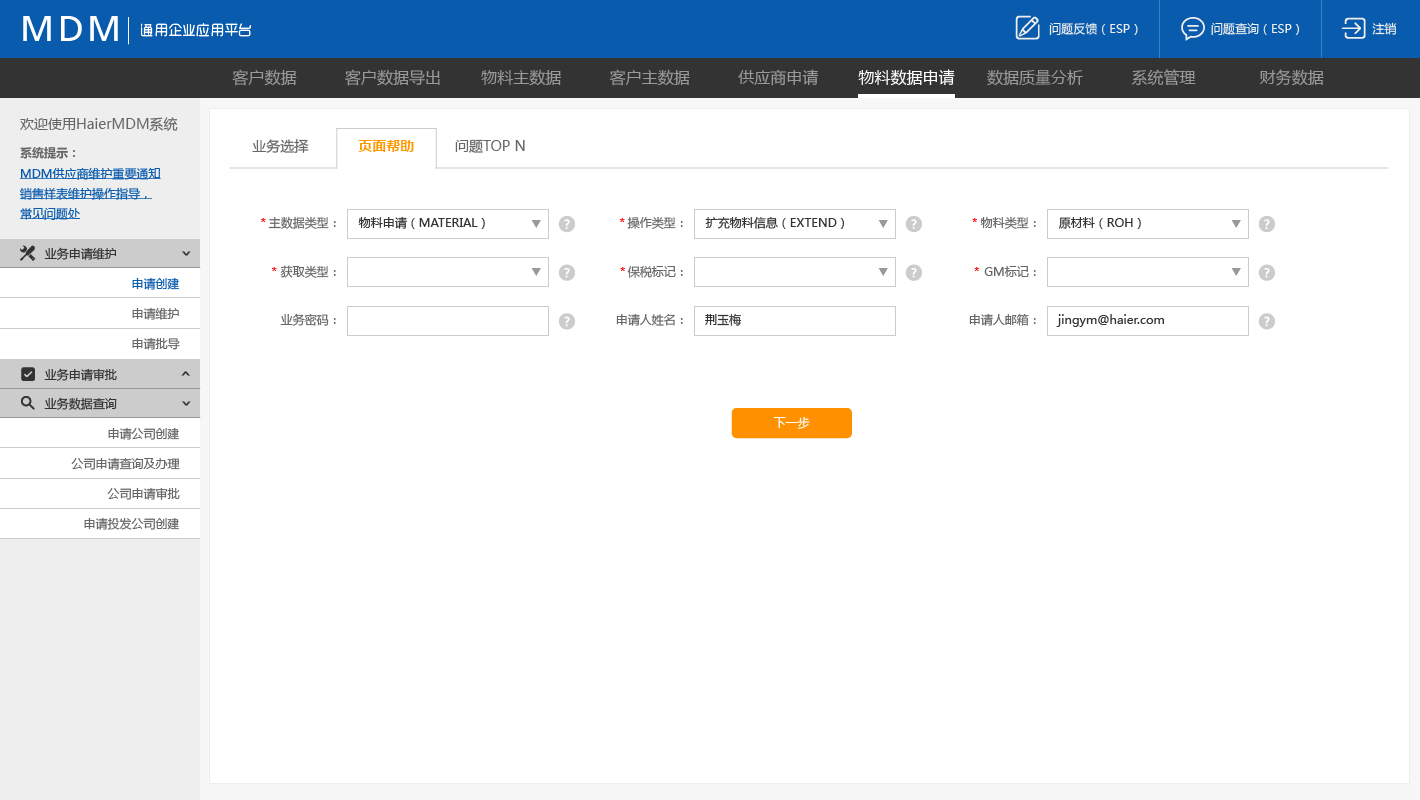 MDM 通用企业应用平台 问题反馈（ESP） 问题查询（ESP） 注销
客户数据 客户数据导出 物料主数据 客户主数据 供应商申请 物料数据申请 数据质量分析 系统管理 财务数据
欢迎使用HaierMDM系统
系统提示：
MDM供应商维护重要通知
销售样表维护操作指导，
常见问题处
业务申请维护
申请创建
申请维护
申请批导
业务申请审批
业务数据查询
申请公司创建
公司申请查询及办理
公司申请审批
申请投发公司创建
业务选择 页面帮助 问题TOP N
*主数据类型： 物料申请（MATERIAL） ? *操作类型： 扩充物料信息（EXTEND） ? *物料类型： 原材料（ROH） ?
*获取类型： ? *保税标记： ? *GM标记： ?
业务密码： ? 申请人姓名： 荆玉梅 申请人邮箱： jingym@haier.com ?
下一步